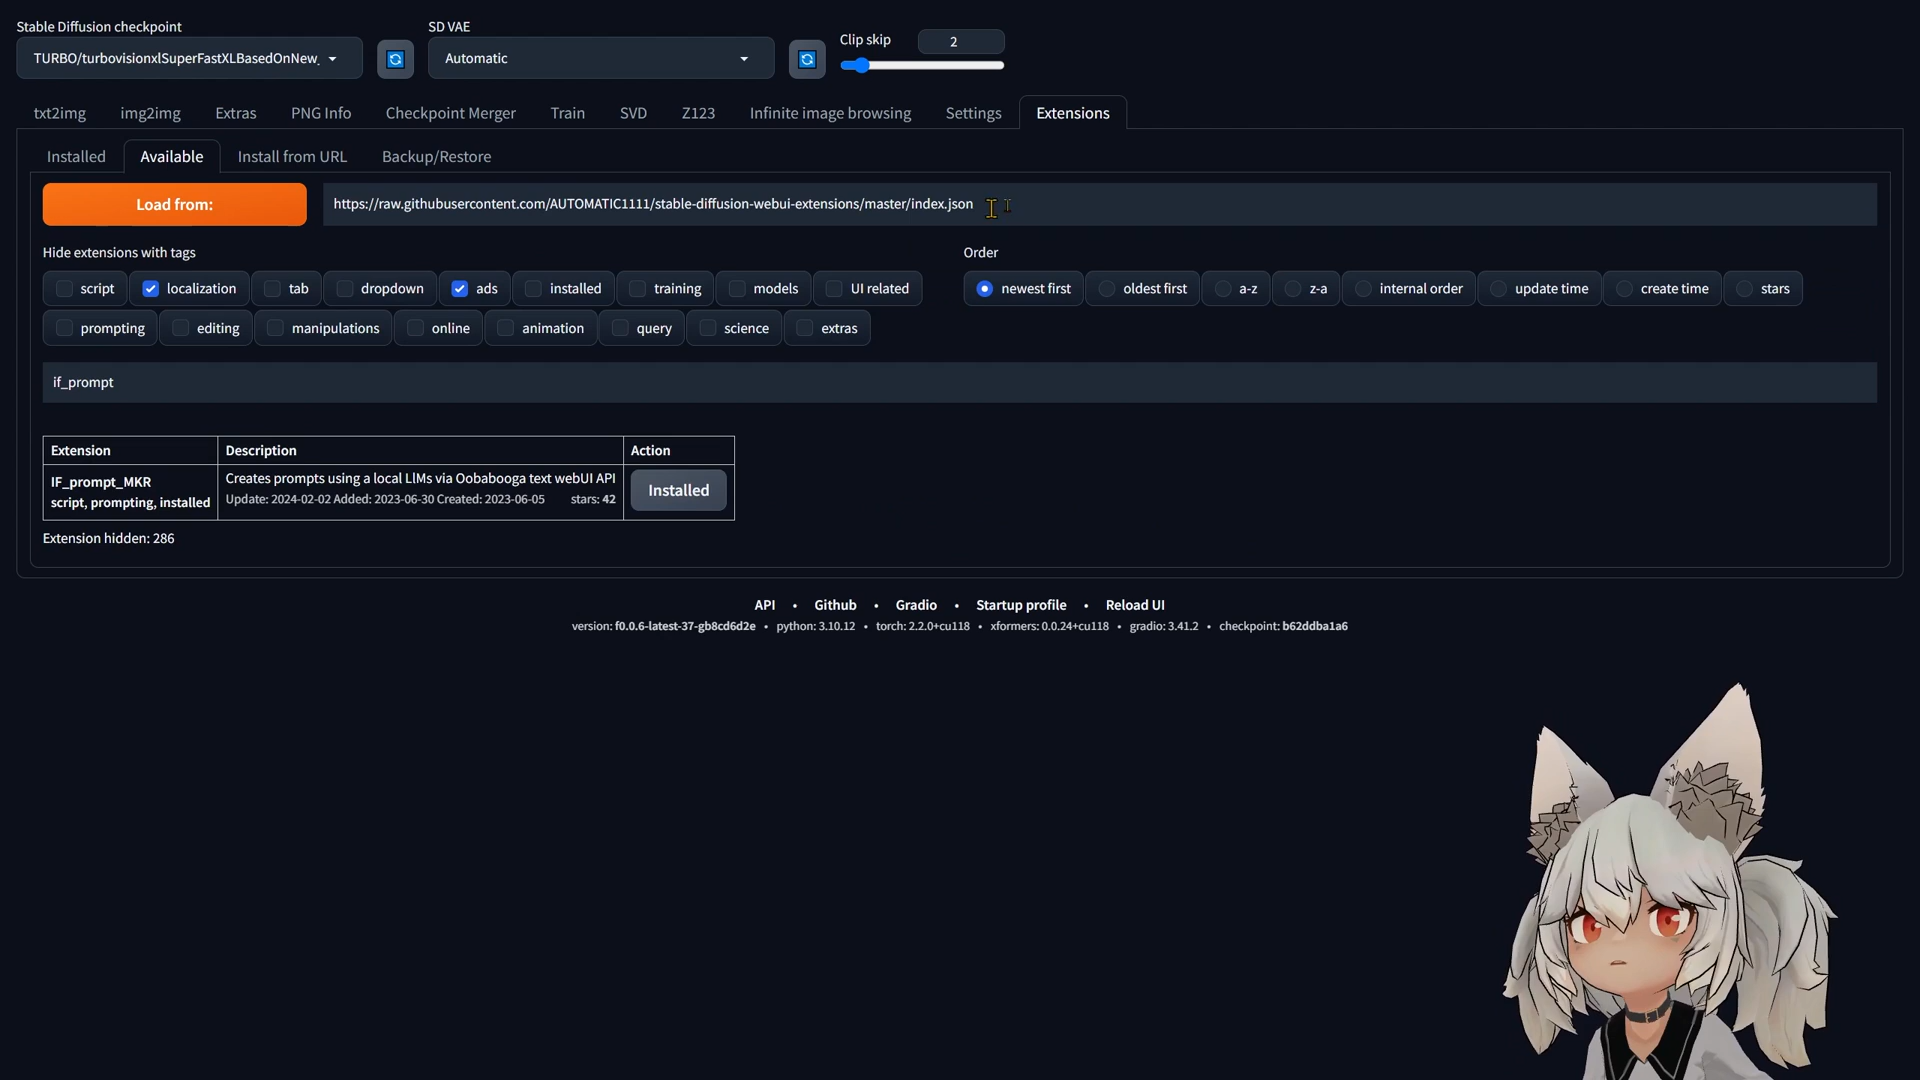 Stable Diffusion checkpoint
SD VAE
Clip skip
2
TURBO/turbovisionxlSuperFastXLBasedOnNew.
Automatic
txt2img img2img Extras PNG Info Checkpoint Merger Train SVD Z123 Infinite image browsing Settings Extensions
Installed Available Install from URL Backup/Restore
Load from:
https://raw.githubusercontent.com/AUTOMATIC1111/stable-diffusion-webui-extensions/master/index.json
Hide extensions with tags
script localization tab dropdown ads installed training models UI related
prompting editing manipulations online animation query science extras
Order
newest first oldest first a-z z-a internal order update time create time stars
if_prompt
Extension Description Action
IF_prompt_MKR
script, prompting, installed
Creates prompts using a local LlMs via Oobabooga text webUI API
Update: 2024-02-02 Added: 2023-06-30 Created: 2023-06-05 stars: 42
Installed
Extension hidden: 286
API • Github • Gradio • Startup profile • Reload UI
version: f0.0.6-latest-37-gb8cd6d2e • python: 3.10.12 • torch: 2.2.0+cu118 • xformers: 0.0.24+cu118 • gradio: 3.41.2 • checkpoint: b62ddba1a6